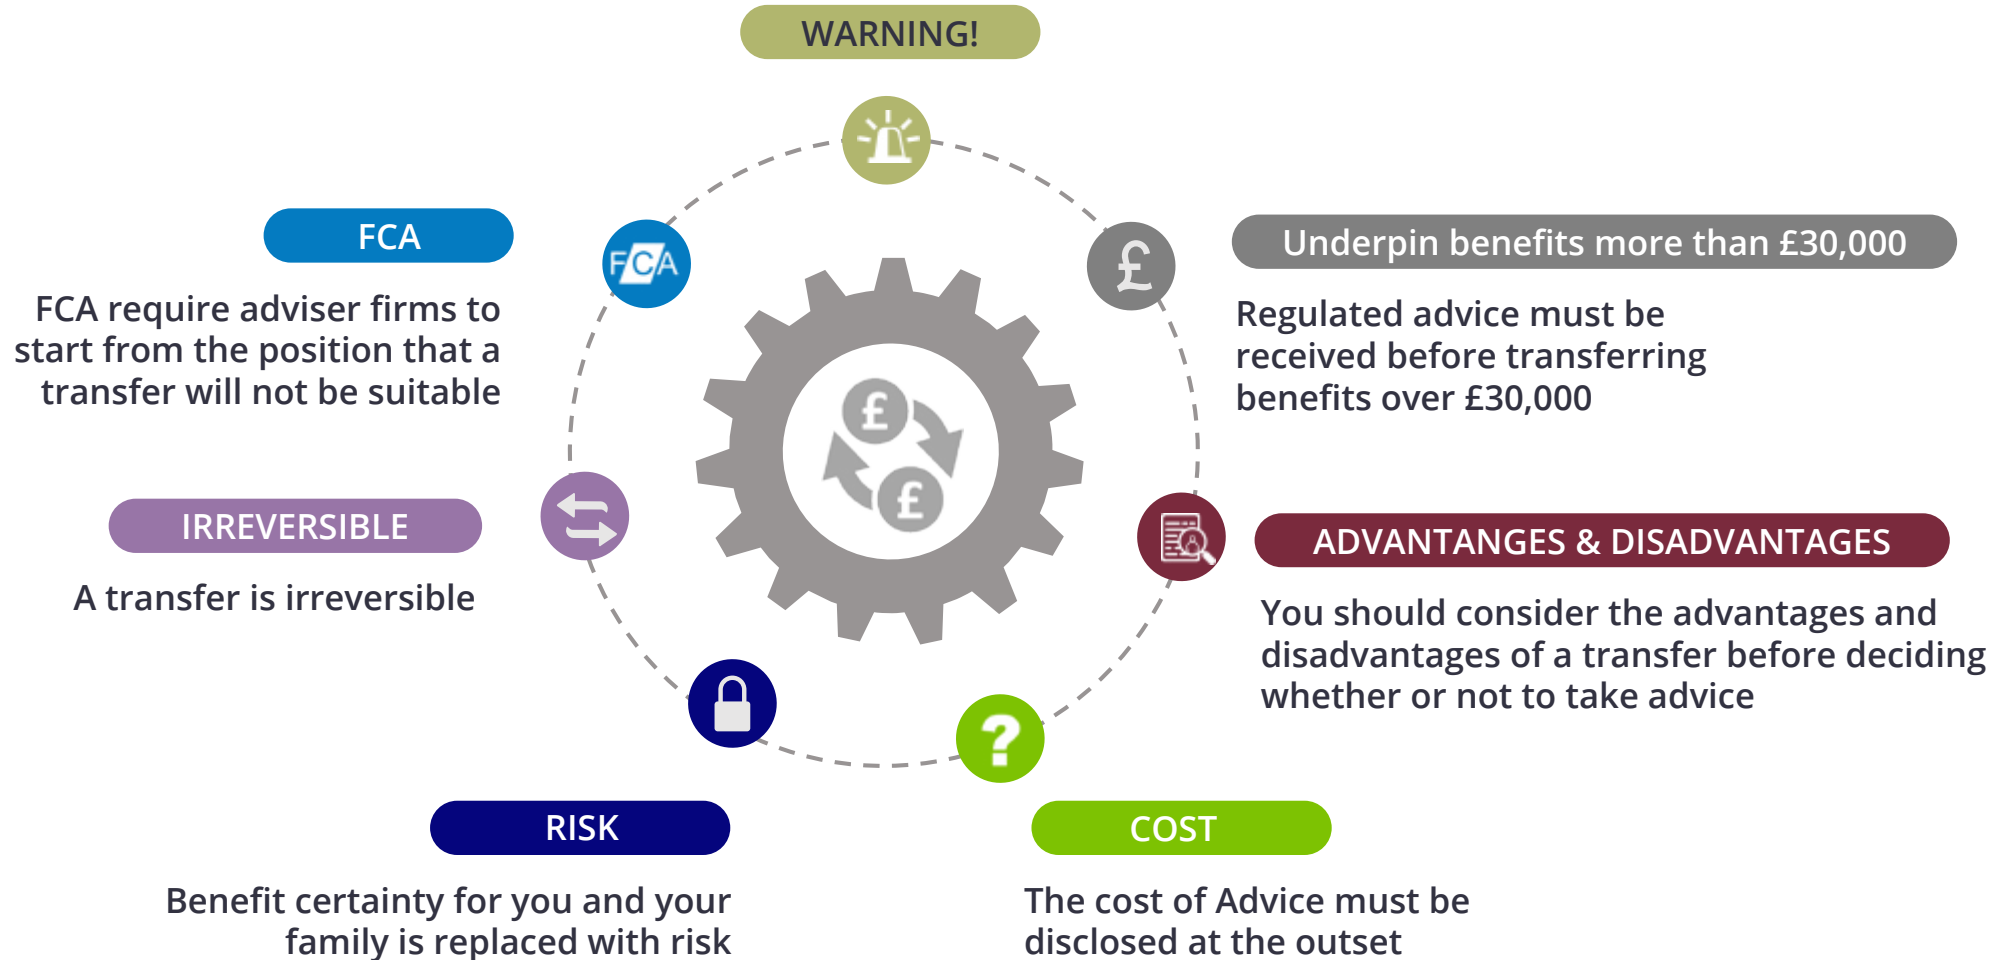 WARNING!
FCA
FCA require adviser firms to
start from the position that a
transfer will not be suitable
FCA
£
Underpin benefits more than £30,000
Regulated advice must be
received before transferring
benefits over £30,000
£
£
IRREVERSIBLE
A transfer is irreversible
ADVANTANGES & DISADVANTAGES
You should consider the advantages and
disadvantages of a transfer before deciding
whether or not to take advice
?
RISK
Benefit certainty for you and your
family is replaced with risk
COST
The cost of Advice must be
disclosed at the outset